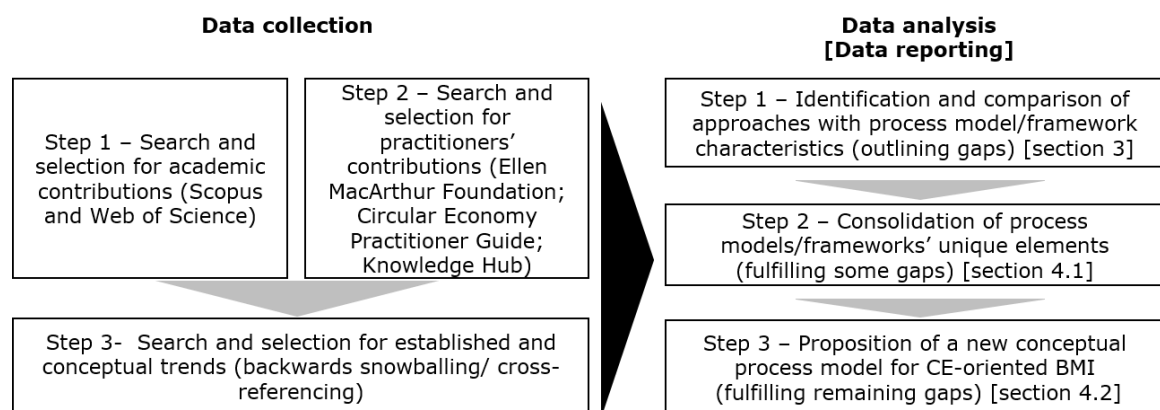 Data collection
Step 1 – Search and
selection for academic
contributions (Scopus
and Web of Science)
Step 2 – Search and
selection for
practitioners'
contributions (Ellen
MacArthur Foundation;
Circular Economy
Practitioner Guide;
Knowledge Hub)
Step 3-  Search and selection for established and
conceptual trends (backwards snowballing/ cross-
referencing)
Data analysis
[Data reporting]
Step 1 – Identification and comparison of
approaches with process model/framework
characteristics (outlining gaps) [section 3]
Step 2 – Consolidation of process
models/frameworks' unique elements
(fulfilling some gaps) [section 4.1]
Step 3 – Proposition of a new conceptual
process model for CE-oriented BMI
(fulfilling remaining gaps) [section 4.2]